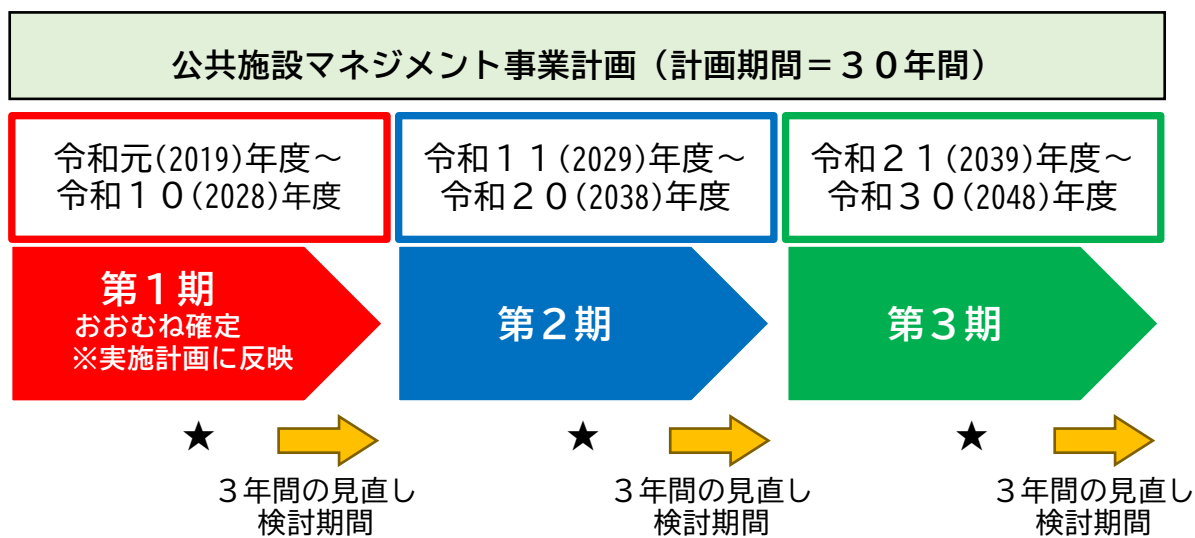 公共施設マネジメント事業計画（計画期間＝３０年間）
令和元(2019)年度～
令和１０(2028)年度
令和１１(2029)年度～
令和２０(2038)年度
令和２１(2039)年度～
令和３０(2048)年度
第１期
おおむね確定
※実施計画に反映
第２期
第３期
★
★
★
３年間の見直し
検討期間
３年間の見直し
検討期間
３年間の見直し
検討期間